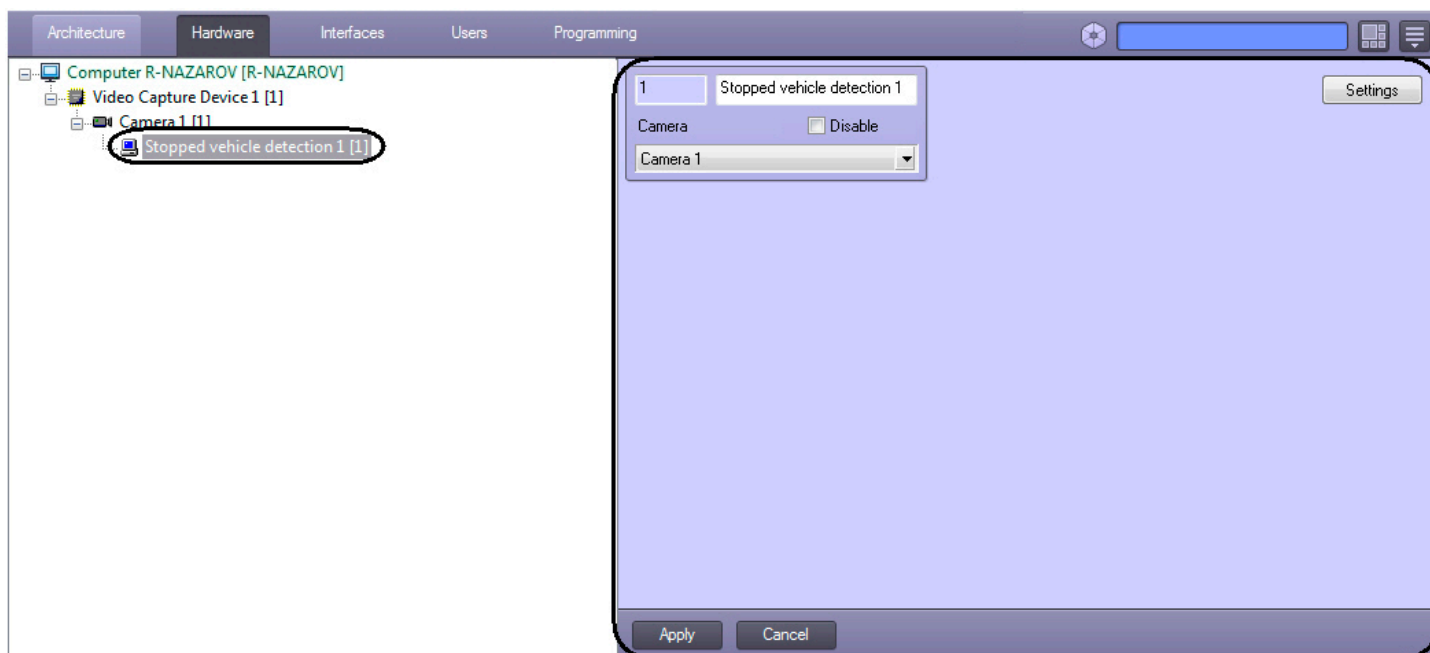 Architecture Hardware Interfaces Users Programming
Computer R-NAZAROV [R-NAZAROV]
Video Capture Device 1 [1]
Camera 1 [1]
Stopped vehicle detection 1 [1]
1 Stopped vehicle detection 1
Settings
Camera Disable
Camera 1
Apply Cancel